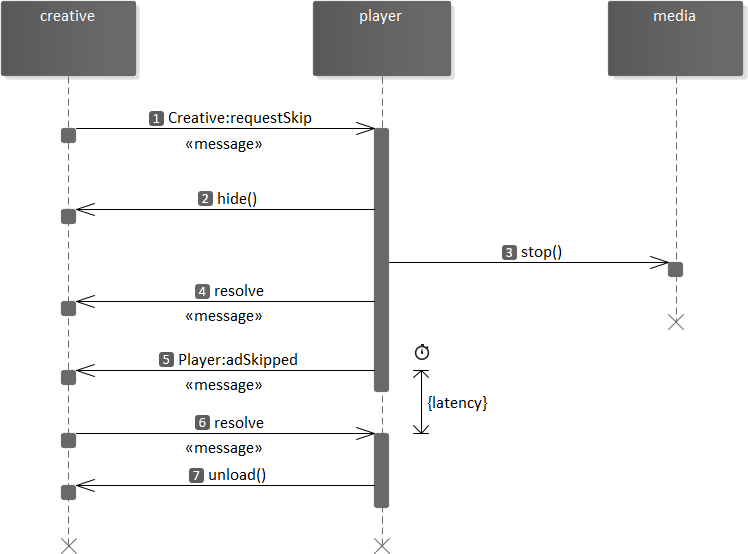 creative
player
media
1 Creative:requestSkip
«message»
2 hide()
3 stop()
4 resolve
«message»
5 Player:adSkipped
«message»
{latency}
6 resolve
«message»
7 unload()